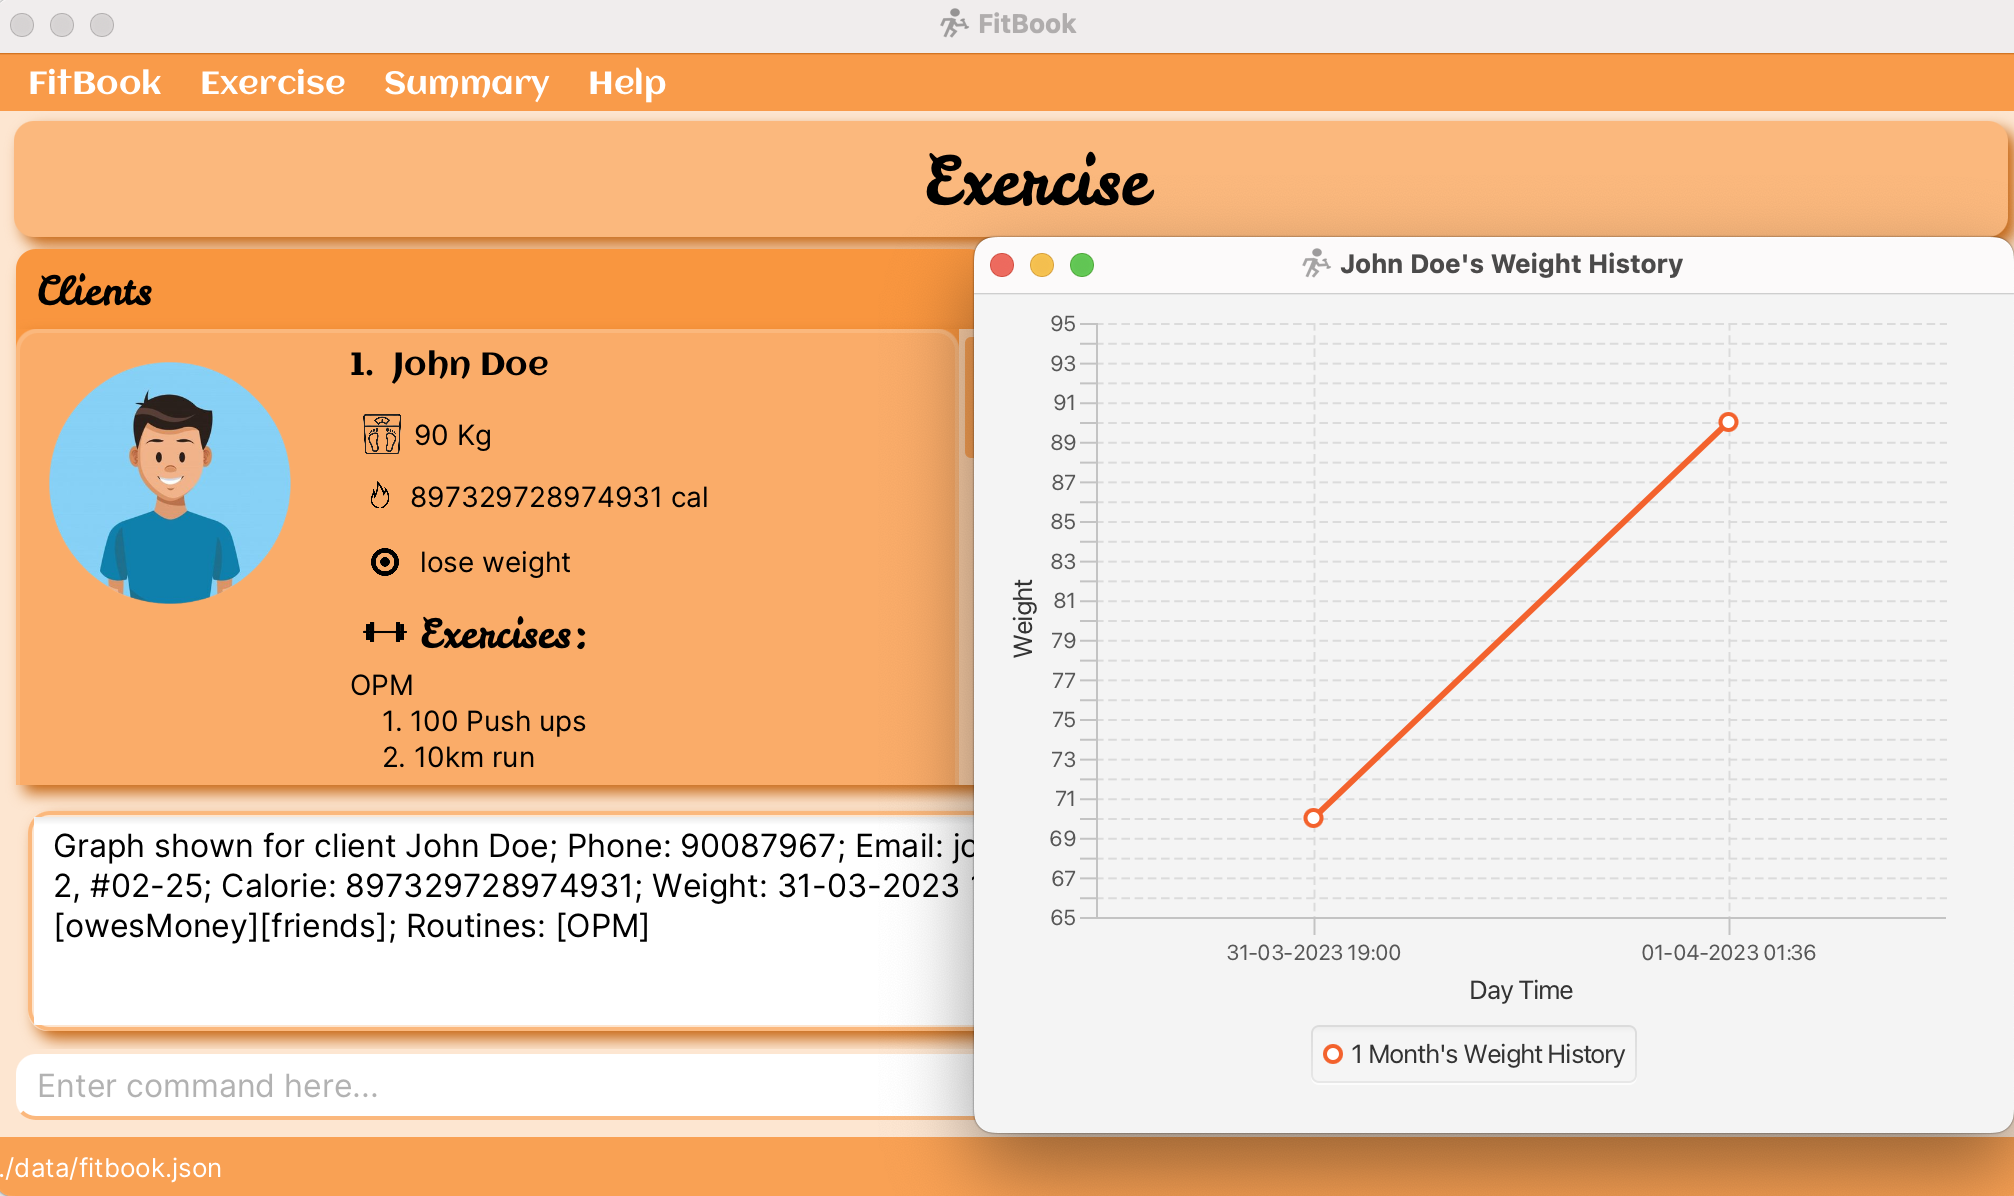 FitBook
FitBook Exercise Summary Help
Exercise
Clients
1. John Doe
90 Kg
897329728974931 cal
lose weight
Exercises:
OPM
1. 100 Push ups
2. 10km run
Graph shown for client John Doe; Phone: 90087967; Email:
2, #02-25; Calorie: 897329728974931; Weight: 31-03-2023
[owesMoney][friends]; Routines: [OPM]
Enter command here...
./data/fitbook.json
John Doe's Weight History
95
93
91
89
87
85
83
81
79
77
75
73
71
69
67
65
Weight
31-03-2023 19:00
01-04-2023 01:36
Day Time
1 Month's Weight History